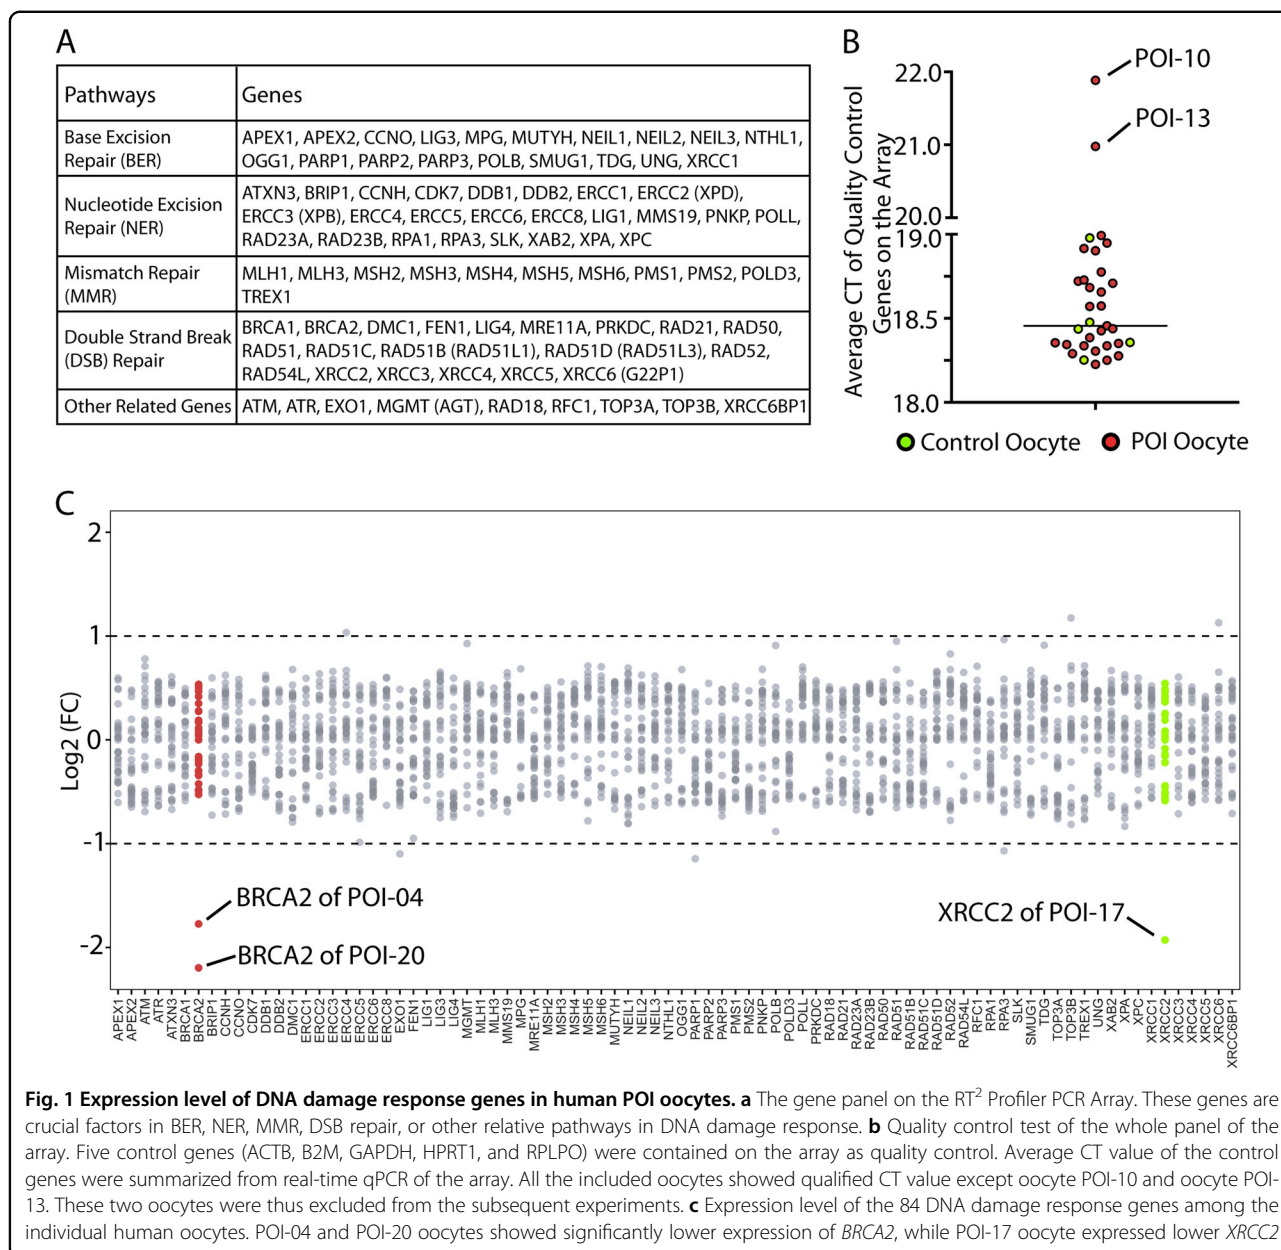 A
Pathways
Genes
Base Excision
Repair (BER)
APEX1, APEX2, CCNO, LIG3, MPG, MUTYH, NEIL1, NEIL2, NEIL3, NTHL1,
OGG1, PARP1, PARP2, PARP3, POLB, SMUG1, TDG, UNG, XRCC1
Nucleotide Excision
Repair (NER)
ATXN3, BRIP1, CCNH, CDK7, DDB1, DDB2, ERCC1, ERCC2 (XPD),
ERCC3 (XPB), ERCC4, ERCC5, ERCC6, ERCC8, LIG1, MMS19, PNKP, POLL,
RAD23A, RAD23B, RPA1, RPA3, SLK, XAB2, XPA, XPC
Mismatch Repair
(MMR)
MLH1, MLH3, MSH2, MSH3, MSH4, MSH5, MSH6, PMS1, PMS2, POLD3,
TREX1
Double Strand Break
(DSB) Repair
BRCA1, BRCA2, DMC1, FEN1, LIG4, MRE11A, PRKDC, RAD21, RAD50,
RAD51, RAD51C, RAD51B (RAD51L1), RAD51D (RAD51L3), RAD52,
RAD54L, XRCC2, XRCC3, XRCC4, XRCC5, XRCC6 (G22P1)
Other Related Genes
ATM, ATR, EXO1, MGMT (AGT), RAD18, RFC1, TOP3A, TOP3B, XRCC6BP1
B
Average CT of Quality Control
Genes on the Array
22.0
21.0
20.0
19.0
18.5
18.0
POI-10
POI-13
Control Oocyte
POI Oocyte
C
Log2 (FC)
2
1
0
-1
-2
BRCA2 of POI-04
BRCA2 of POI-20
XRCC2 of POI-17
APEX1
APEX2
ATM
ATR
ATXN3
BRCA1
BRCA2
BRIP1
CCNH
CCNO
CDK7
DDB1
DDB2
DMC1
ERCC1
ERCC2
ERCC3
ERCC4
ERCC5
ERCC6
ERCC8
EXO1
FEN1
LIG1
LIG3
LIG4
MGMT
MLH1
MLH3
MMS19
MPG
MRE11A
MSH2
MSH3
MSH4
MSH5
MSH6
MUTYH
NEIL1
NEIL2
NEIL3
NTHL1
OGG1
PARP1
PARP2
PARP3
PMS1
PMS2
PNKP
POLB
POLD3
POLL
PRKDC
RAD18
RAD21
RAD23A
RAD23B
RAD50
RAD51
RAD51B
RAD51C
RAD51D
RAD52
RAD54L
RFC1
RPA1
RPA3
SLK
SMUG1
TDG
TOP3A
TOP3B
TREX1
UNG
XAB2
XPA
XPC
XRCC1
XRCC2
XRCC3
XRCC4
XRCC5
XRCC6
XRCC6BP1
Fig. 1 Expression level of DNA damage response genes in human POI oocytes. a The gene panel on the RT² Profiler PCR Array. These genes are
crucial factors in BER, NER, MMR, DSB repair, or other relative pathways in DNA damage response. b Quality control test of the whole panel of the
array. Five control genes (ACTB, B2M, GAPDH, HPRT1, and RPLPO) were contained on the array as quality control. Average CT value of the control
genes were summarized from real-time qPCR of the array. All the included oocytes showed qualified CT value except oocyte POI-10 and oocyte POI-
13. These two oocytes were thus excluded from the subsequent experiments. c Expression level of the 84 DNA damage response genes among the
individual human oocytes. POI-04 and POI-20 oocytes showed significantly lower expression of BRCA2, while POI-17 oocyte expressed lower XRCC2